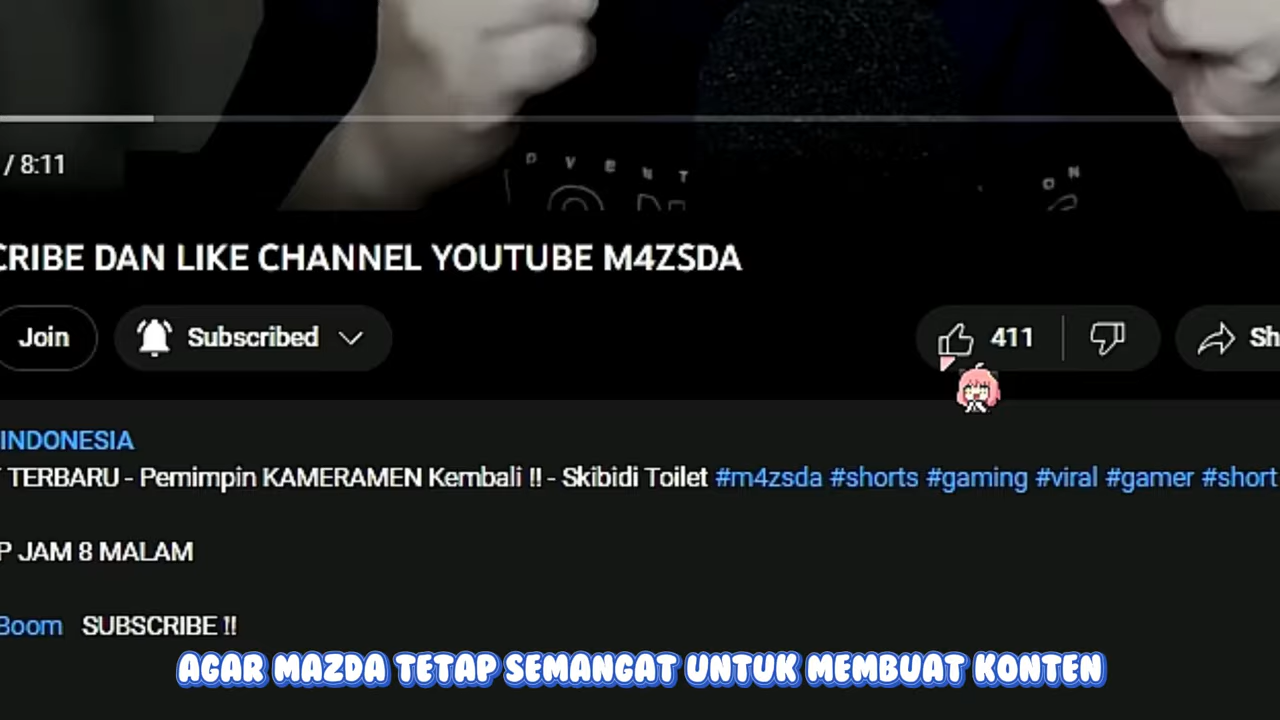 / 8:11
CRIBE DAN LIKE CHANNEL YOUTUBE M4ZSDA
Join Subscribed 411 Sh
INDONESIA
TERBARU - Pemimpin KAMERAMEN Kembali !! - Skibidi Toilet #m4zsda #shorts #gaming #viral #gamer #short
P JAM 8 MALAM
Boom SUBSCRIBE !!
AGAR MAZDA TETAP SEMANGAT UNTUK MEMBUAT KONTEN